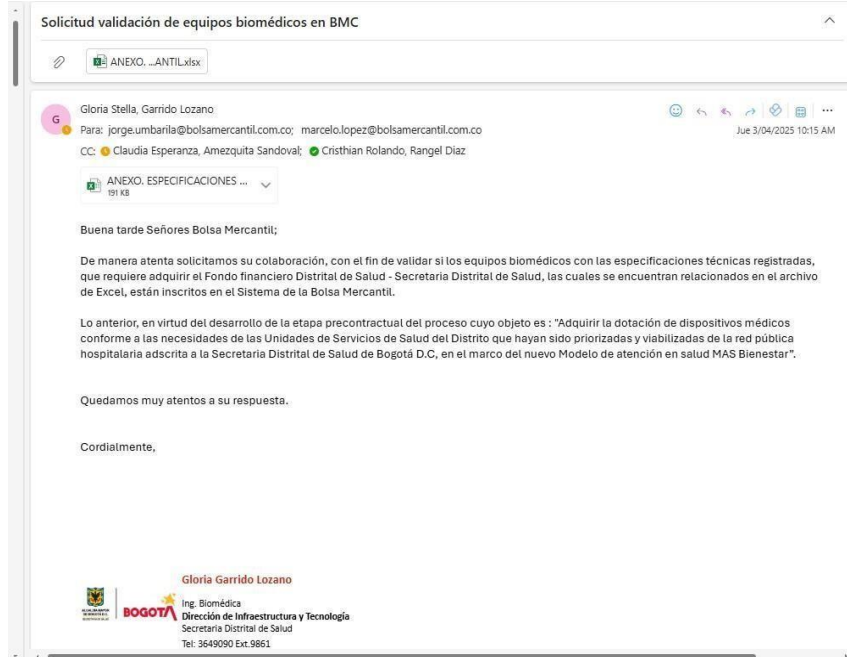 Solicitud validación de equipos biomédicos en BMC
ANEXO. ...ANTIL.xlsx
G
Gloria Stella, Garrido Lozano
Para: jorge.umbarila@bolsamercantil.com.co; marcelo.lopez@bolsamercantil.com.co
Jue 3/04/2025 10:15 AM
CC: Claudia Esperanza, Amezquita Sandoval; Cristhian Rolando, Rangel Diaz
ANEXO. ESPECIFICACIONES ...
191 KB
Buena tarde Señores Bolsa Mercantil;
De manera atenta solicitamos su colaboración, con el fin de validar si los equipos biomédicos con las especificaciones técnicas registradas,
que requiere adquirir el Fondo financiero Distrital de Salud - Secretaria Distrital de Salud, las cuales se encuentran relacionados en el archivo
de Excel, están inscritos en el Sistema de la Bolsa Mercantil.
Lo anterior, en virtud del desarrollo de la etapa precontractual del proceso cuyo objeto es : "Adquirir la dotación de dispositivos médicos
conforme a las necesidades de las Unidades de Servicios de Salud del Distrito que hayan sido priorizadas y viabilizadas de la red pública
hospitalaria adscrita a la Secretaria Distrital de Salud de Bogotá D.C, en el marco del nuevo Modelo de atención en salud MAS Bienestar".
Quedamos muy atentos a su respuesta.
Cordialmente,
Gloria Garrido Lozano
Ing. Biomédica
BOGOTÁ
Dirección de Infraestructura y Tecnología
Secretaria Distrital de Salud
Tel: 3649090 Ext.9861